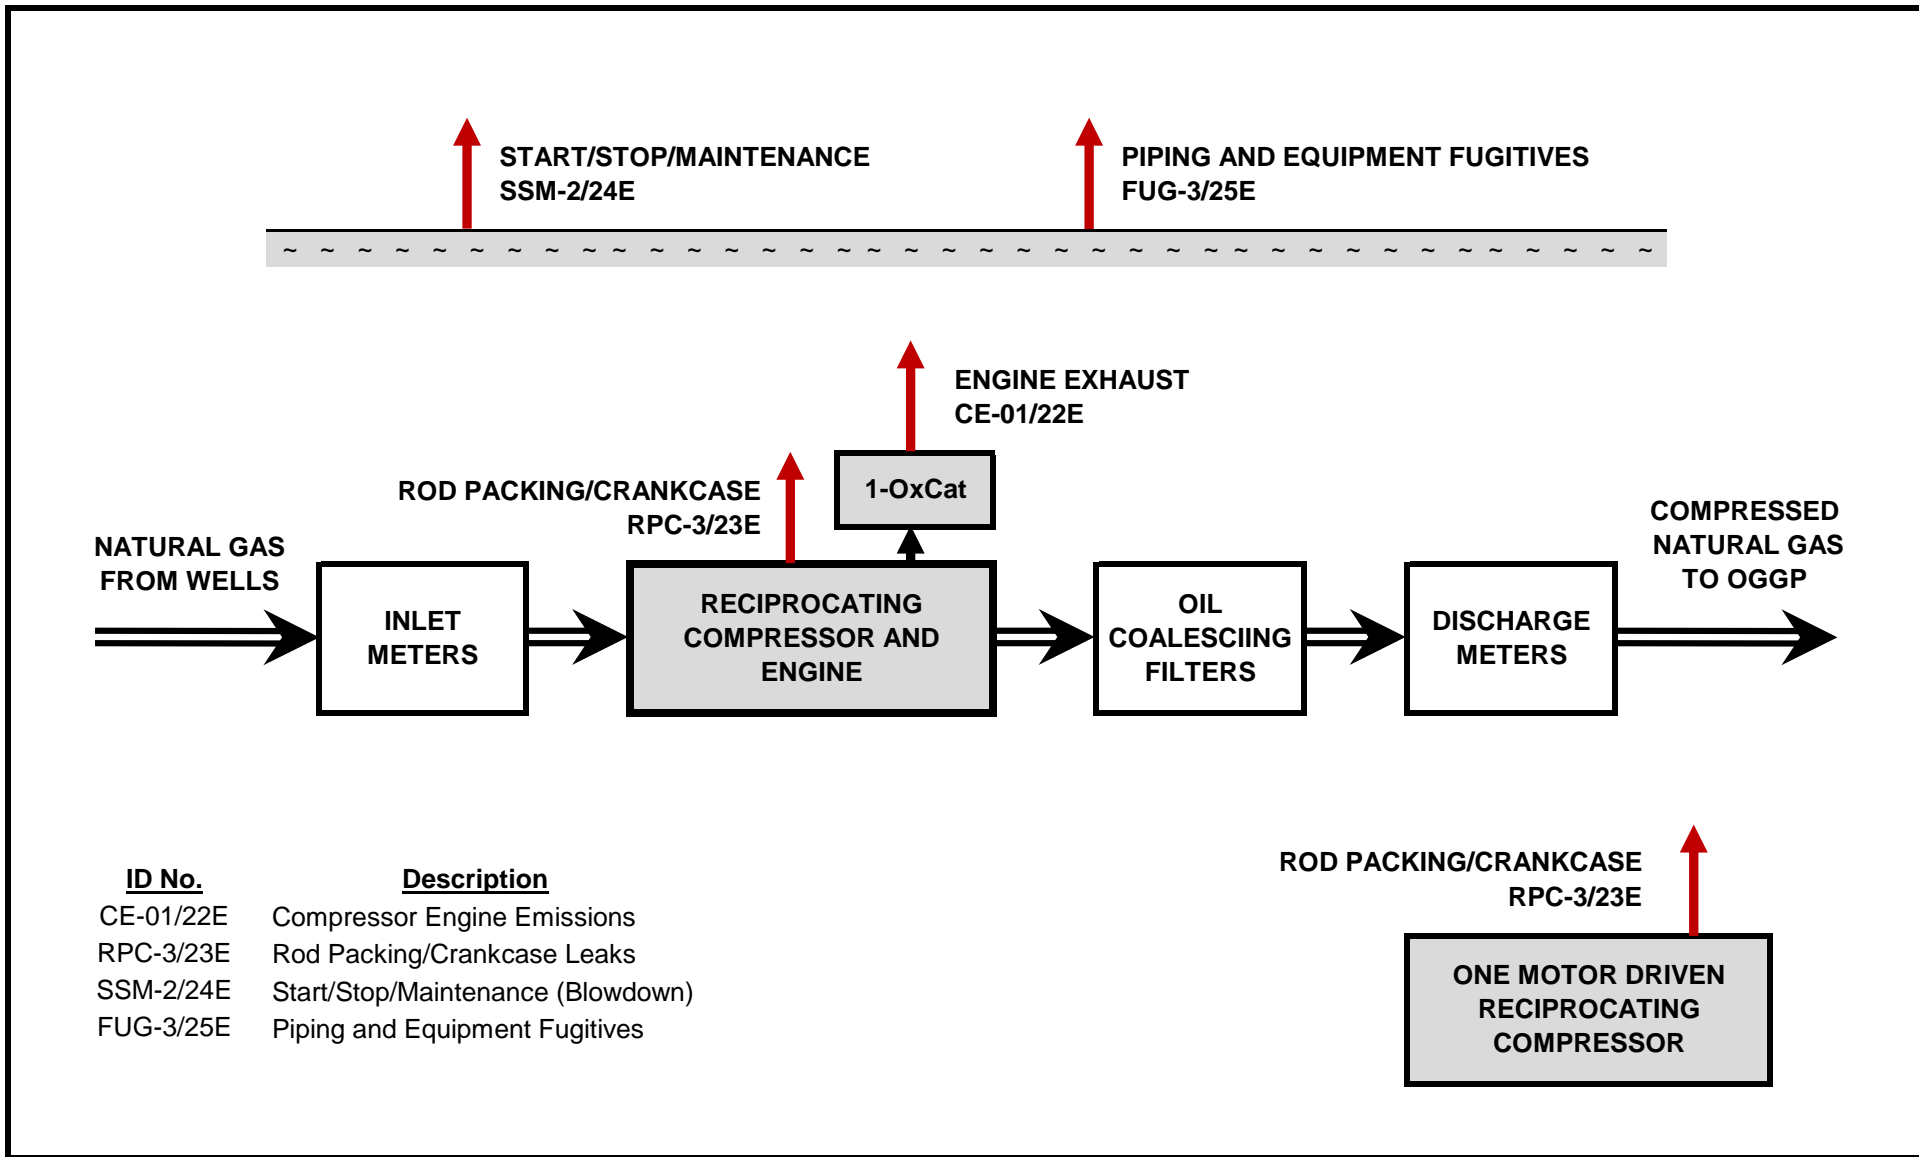 START/STOP/MAINTENANCE
SSM-2/24E
PIPING AND EQUIPMENT FUGITIVES
FUG-3/25E
~ ~ ~ ~ ~ ~ ~ ~ ~ ~ ~ ~ ~ ~ ~ ~ ~ ~ ~ ~ ~ ~ ~ ~ ~ ~ ~ ~ ~ ~ ~ ~ ~ ~ ~ ~ ~
ENGINE EXHAUST
CE-01/22E
1-OxCat
ROD PACKING/CRANKCASE
RPC-3/23E
NATURAL GAS
FROM WELLS
INLET
METERS
RECIPROCATING
COMPRESSOR AND
ENGINE
OIL
COALESCIING
FILTERS
DISCHARGE
METERS
COMPRESSED
NATURAL GAS
TO OGGP
ID No. Description
CE-01/22E Compressor Engine Emissions
RPC-3/23E Rod Packing/Crankcase Leaks
SSM-2/24E Start/Stop/Maintenance (Blowdown)
FUG-3/25E Piping and Equipment Fugitives
ROD PACKING/CRANKCASE
RPC-3/23E
ONE MOTOR DRIVEN
RECIPROCATING
COMPRESSOR